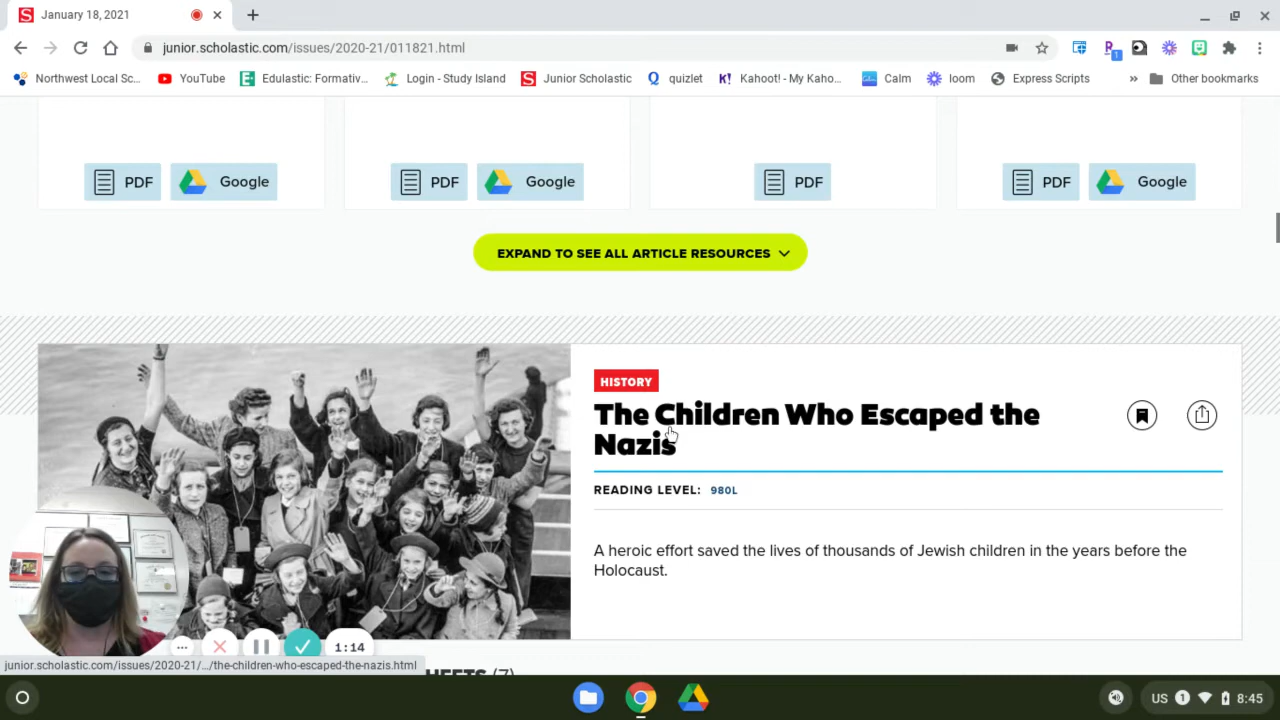 January 18, 2021
junior.scholastic.com/issues/2020-21/011821.html
Northwest Local Sc... YouTube Edulastic: Formativ... Login - Study Island Junior Scholastic quizlet Kahoot! - My Kaho... Calm loom Express Scripts » Other bookmarks
PDF Google PDF Google PDF PDF Google
EXPAND TO SEE ALL ARTICLE RESOURCES
HISTORY
The Children Who Escaped the
Nazis
READING LEVEL: 980L
A heroic effort saved the lives of thousands of Jewish children in the years before the
Holocaust.
1:14
junior.scholastic.com/issues/2020-21/.../the-children-who-escaped-the-nazis.html
(7)
US 1 8:45